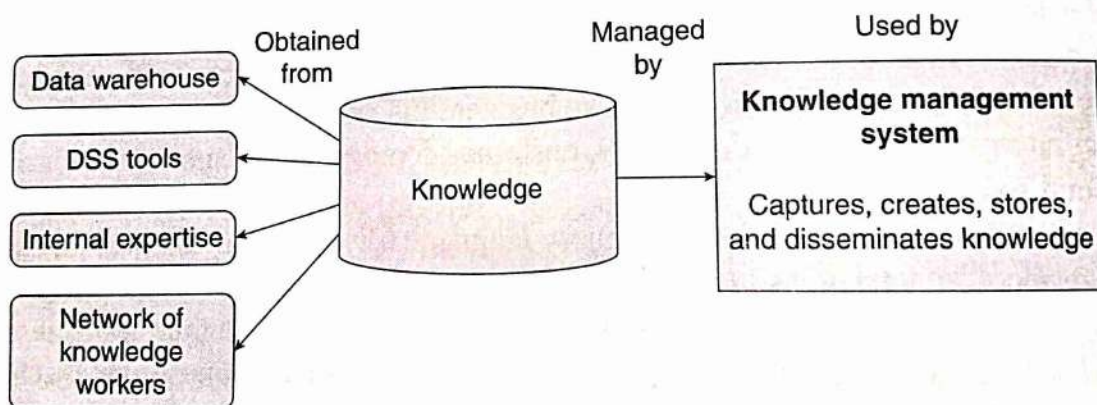 Obtained
from
Managed
by
Used by
Data warehouse
DSS tools
Internal expertise
Network of
knowledge
workers
Knowledge
Knowledge management
system
Captures, creates, stores,
and disseminates knowledge